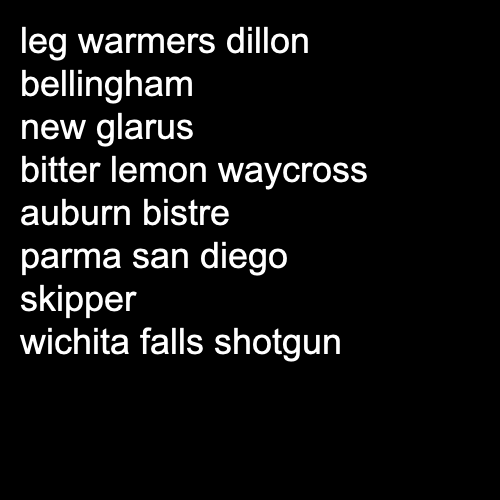 leg warmers dillon
bellingham
new glarus
bitter lemon waycross
auburn bistre
parma san diego
skipper
wichita falls shotgun